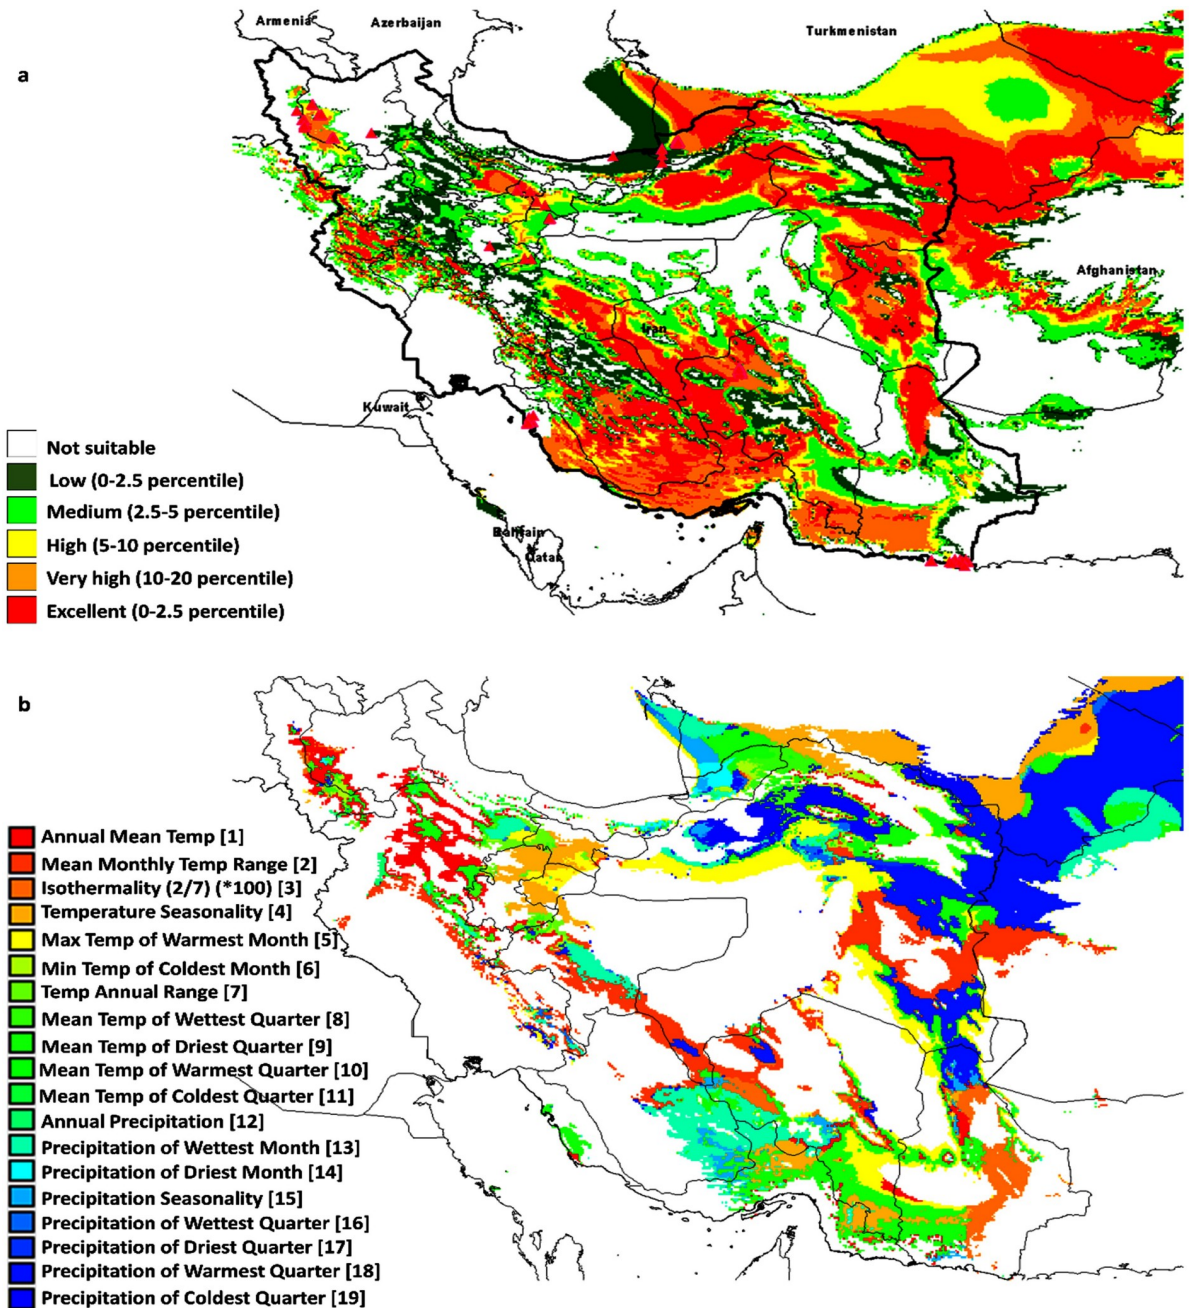 Armenia
Azerbaijan
Turkmenistan
a
Afghanistan
Iran
Kuwait
Bahrain
Qatar
Not suitable
Low (0-2.5 percentile)
Medium (2.5-5 percentile)
High (5-10 percentile)
Very high (10-20 percentile)
Excellent (0-2.5 percentile)
b
Annual Mean Temp [1]
Mean Monthly Temp Range [2]
Isothermality (2/7) (*100) [3]
Temperature Seasonality [4]
Max Temp of Warmest Month [5]
Min Temp of Coldest Month [6]
Temp Annual Range [7]
Mean Temp of Wettest Quarter [8]
Mean Temp of Driest Quarter [9]
Mean Temp of Warmest Quarter [10]
Mean Temp of Coldest Quarter [11]
Annual Precipitation [12]
Precipitation of Wettest Month [13]
Precipitation of Driest Month [14]
Precipitation Seasonality [15]
Precipitation of Wettest Quarter [16]
Precipitation of Driest Quarter [17]
Precipitation of Warmest Quarter [18]
Precipitation of Coldest Quarter [19]